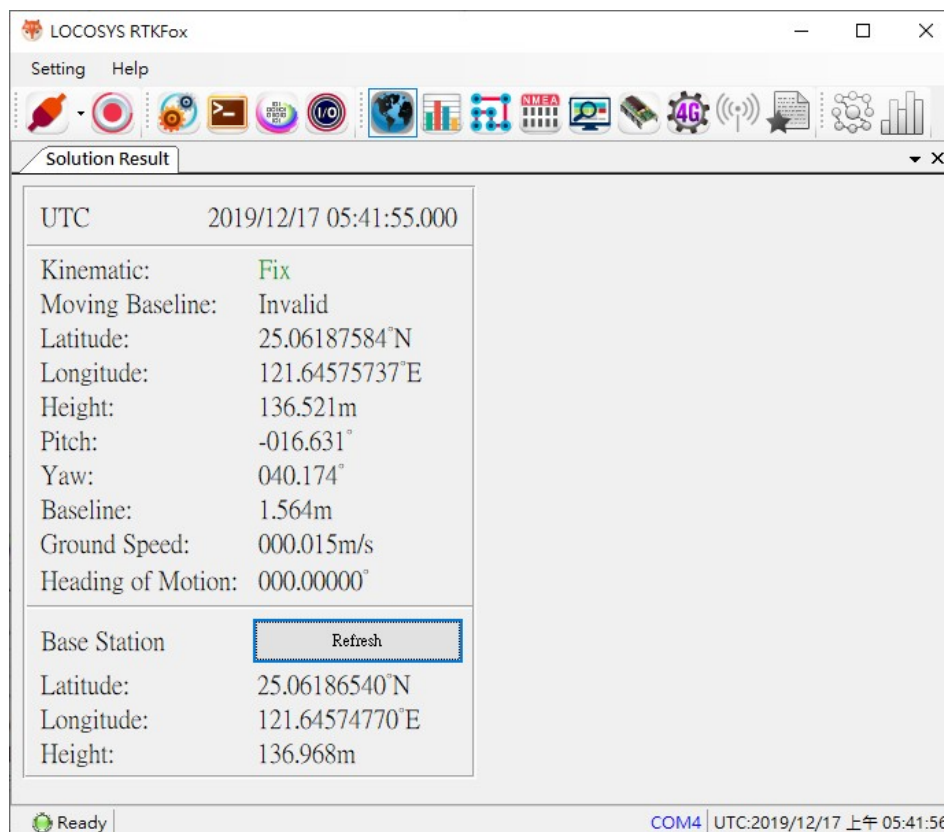 LOCOSYS RTKFox
Setting Help
>_ I/O NMEA 4G
Solution Result
UTC 2019/12/17 05:41:55.000
Kinematic: Fix
Moving Baseline: Invalid
Latitude: 25.06187584°N
Longitude: 121.64575737°E
Height: 136.521m
Pitch: -016.631°
Yaw: 040.174°
Baseline: 1.564m
Ground Speed: 000.015m/s
Heading of Motion: 000.00000°
Base Station Refresh
Latitude: 25.06186540°N
Longitude: 121.64574770°E
Height: 136.968m
Ready COM4 UTC:2019/12/17 上午 05:41:56